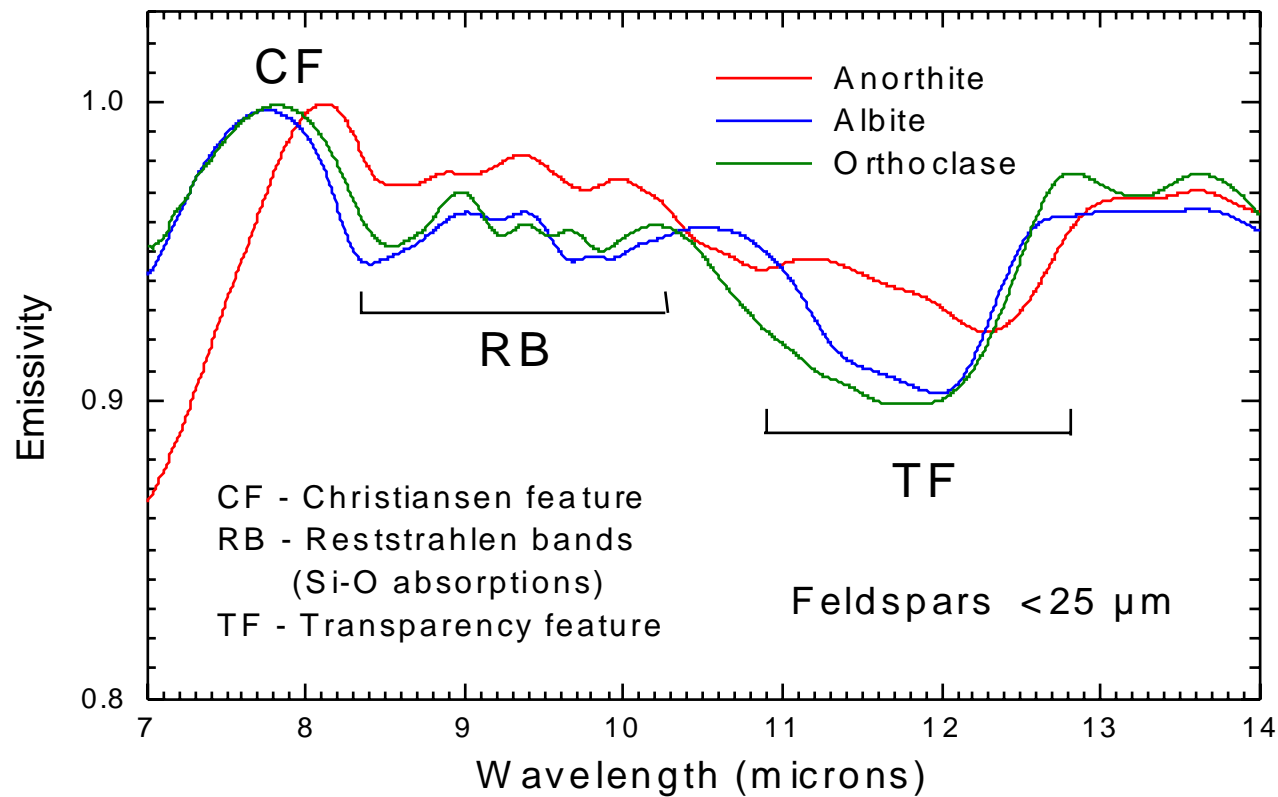 CF
Anorthite
Albite
Orthoclase
1.0
0.9
0.8
Emissivity
RB
TF
CF - Christiansen feature
RB - Reststrahlen bands
(Si-O absorptions)
TF - Transparency feature
Feldspars <25 µm
7 8 9 10 11 12 13 14
Wavelength (microns)